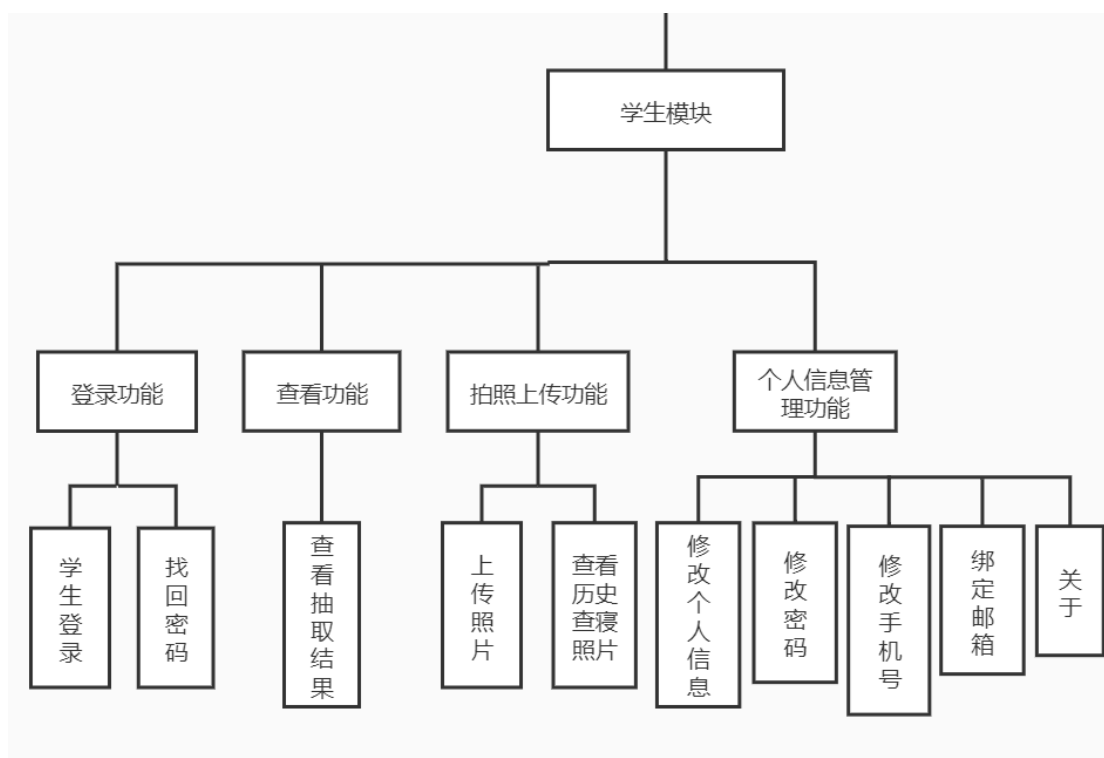 学生模块
登录功能
查看功能
拍照上传功能
个人信息管
理功能
学生登录
找回密码
查看抽取结果
上传照片
查看
历史
查寝
照片
修改个人信息
修改密码
修改手机号
绑定邮箱
关于